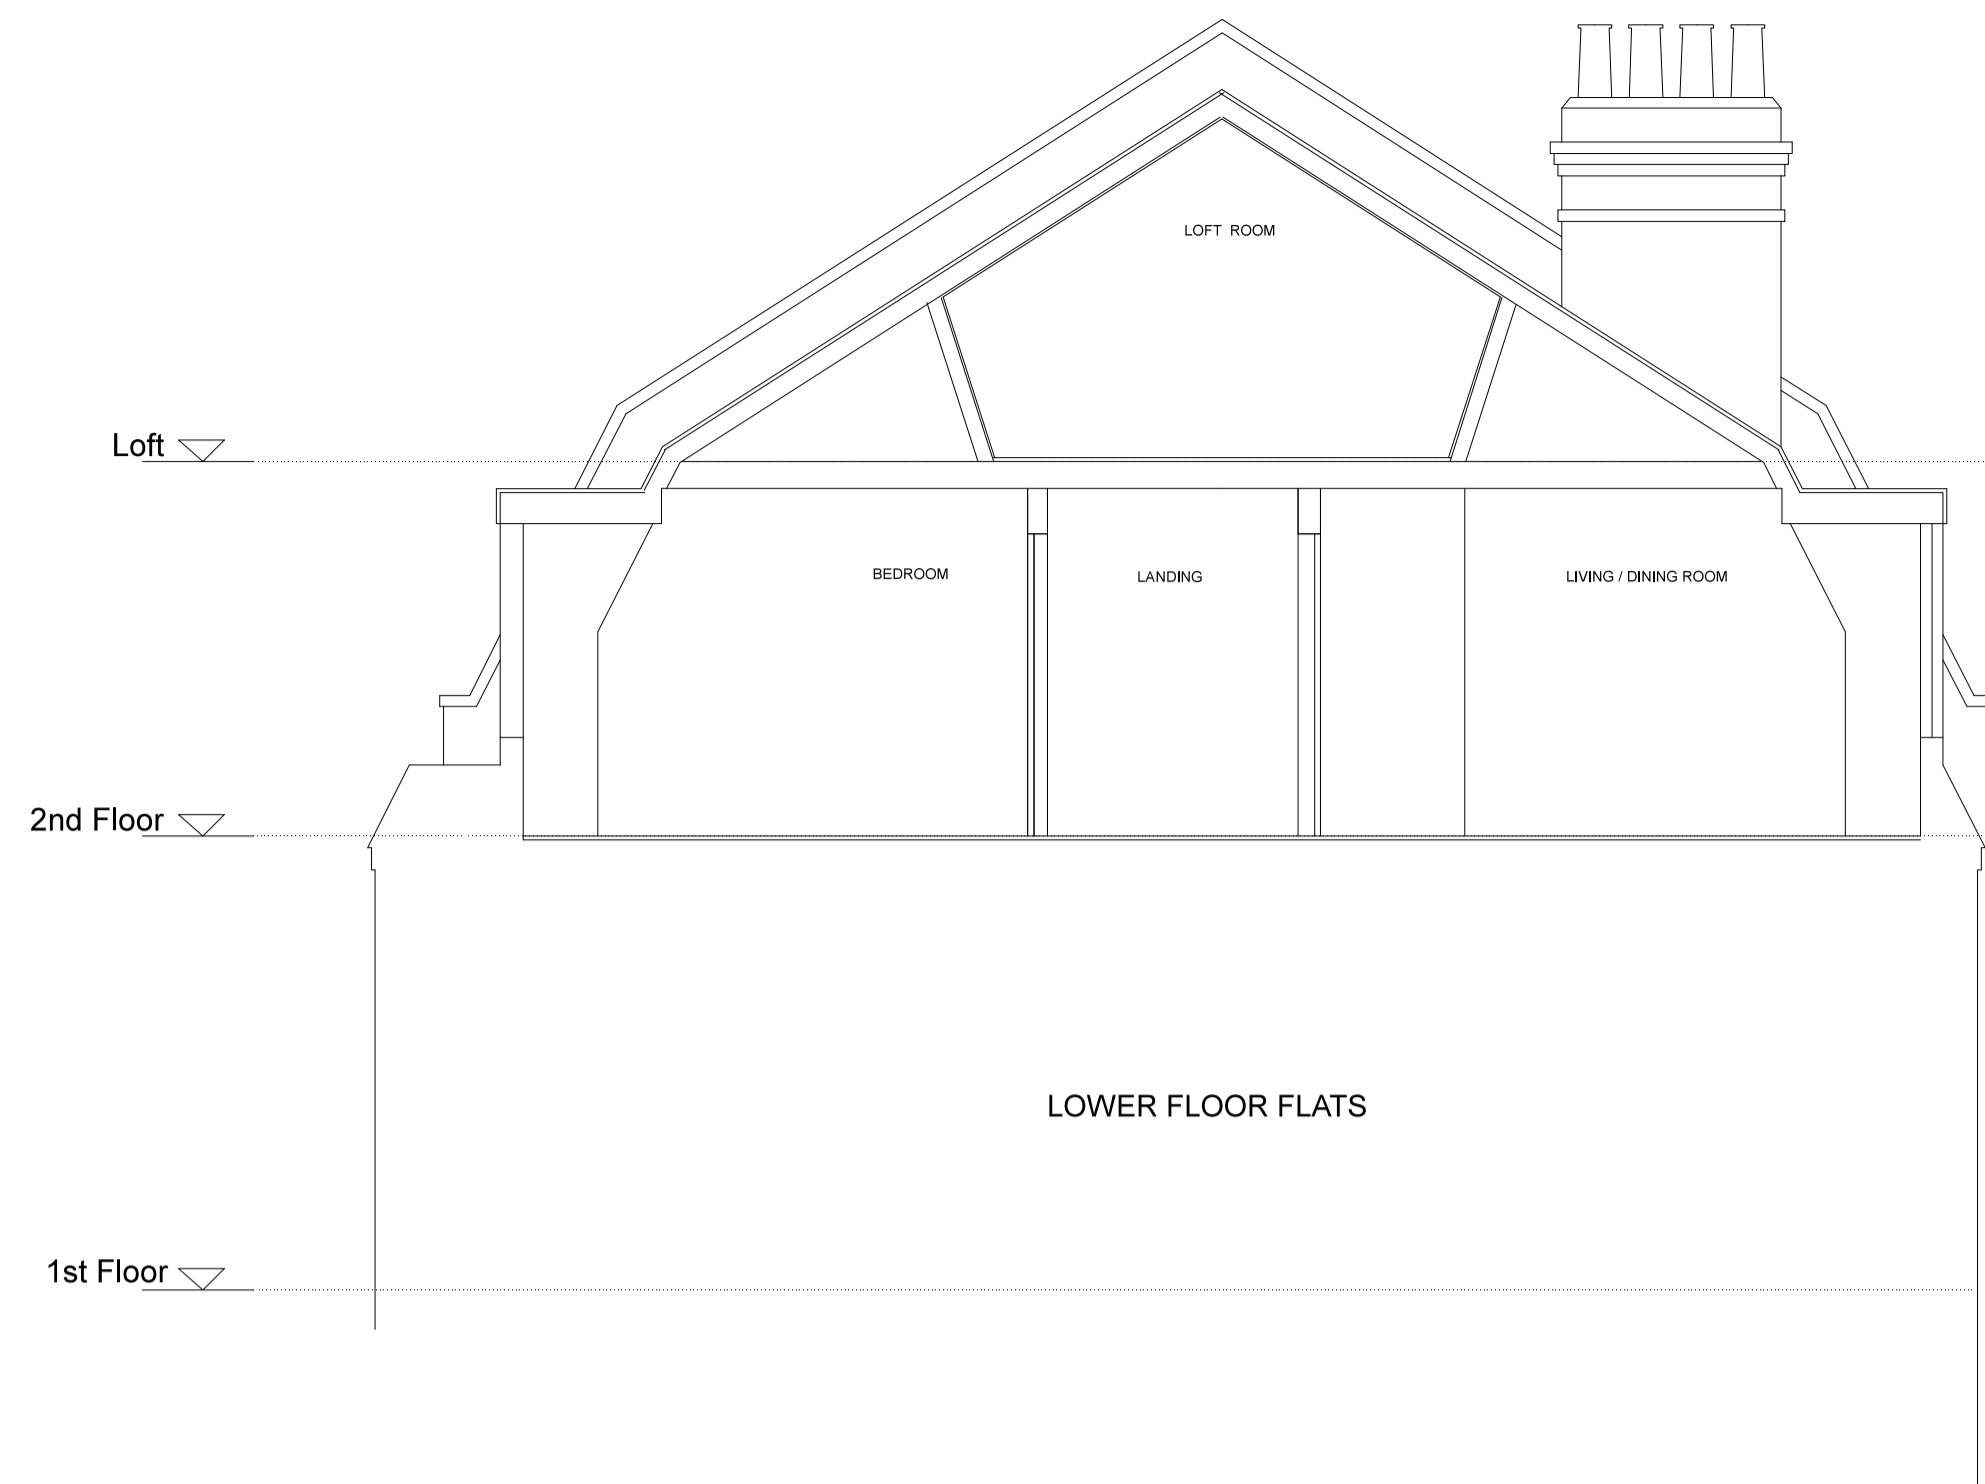 LOFT ROOM
Loft
BEDROOM
LANDING
LIVING / DINING ROOM
2nd Floor
LOWER FLOOR FLATS
1st Floor